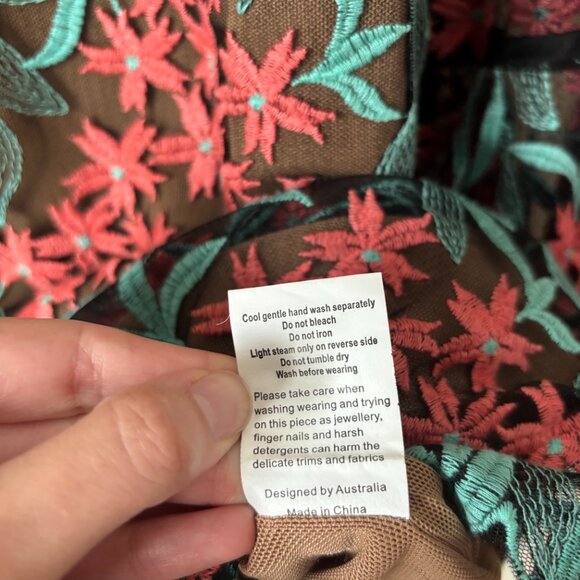 Cool gentle hand wash separately
Do not bleach
Do not iron
Light steam only on reverse side
Do not tumble dry
Wash before wearing
Please take care when
washing wearing and trying
on this piece as jewellery,
finger nails and harsh
detergents can harm the
delicate trims and fabrics
Designed by Australia
Made in China